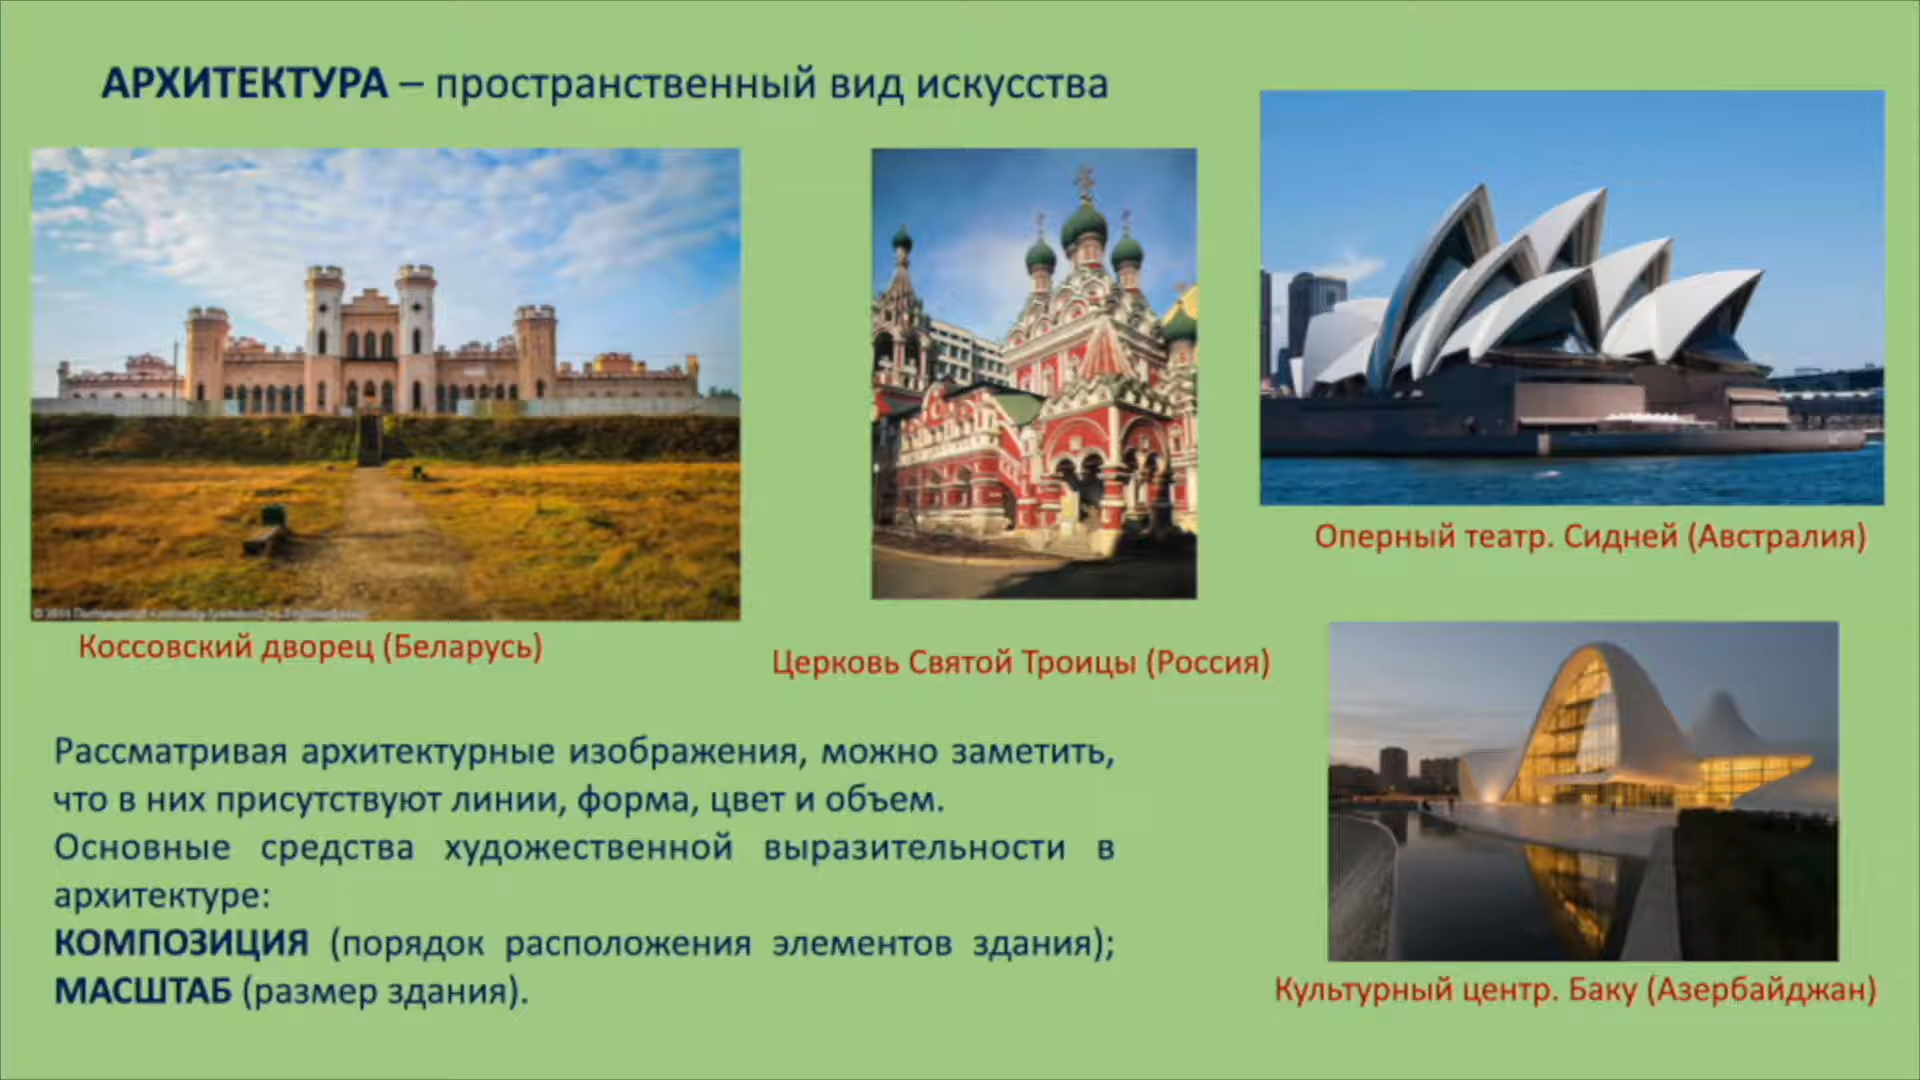 АРХИТЕКТУРА – пространственный вид искусства
Оперный театр. Сидней (Австралия)
Коссовский дворец (Беларусь)
Церковь Святой Троицы (Россия)
Рассматривая архитектурные изображения, можно заметить,
что в них присутствуют линии, форма, цвет и объем.
Основные средства художественной выразительности в
архитектуре:
КОМПОЗИЦИЯ (порядок расположения элементов здания);
МАСШТАБ (размер здания).
Культурный центр. Баку (Азербайджан)